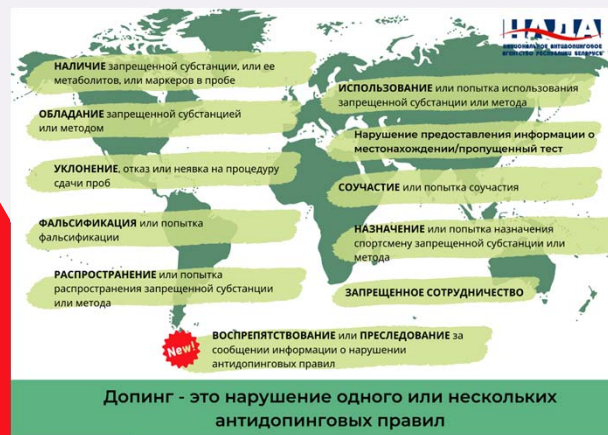 НАДА
НАЦИОНАЛЬНОЕ АНТИДОПИНГОВОЕ
АГЕНТСТВО РЕСПУБЛИКИ БЕЛАРУСЬ
НАЛИЧИЕ запрещенной субстанции, или ее
метаболитов, или маркеров в пробе
ОБЛАДАНИЕ запрещенной субстанцией
или методом
УКЛОНЕНИЕ, отказ или неявка на процедуру
сдачи проб
ФАЛЬСИФИКАЦИЯ или попытка
фальсификации
РАСПРОСТРАНЕНИЕ или попытка
распространения запрещенной субстанции
или метода
ИСПОЛЬЗОВАНИЕ или попытка использования
запрещенной субстанции или метода
Нарушение предоставления информации о
местонахождении/пропущенный тест
СОУЧАСТИЕ или попытка соучастия
НАЗНАЧЕНИЕ или попытка назначения
спортсмену запрещенной субстанции или
метода
ЗАПРЕЩЕННОЕ СОТРУДНИЧЕСТВО
New!
ВОСПРЕПЯТСТВОВАНИЕ или ПРЕСЛЕДОВАНИЕ за
сообщении информации о нарушении
антидопинговых правил
Допинг - это нарушение одного или нескольких
антидопинговых правил